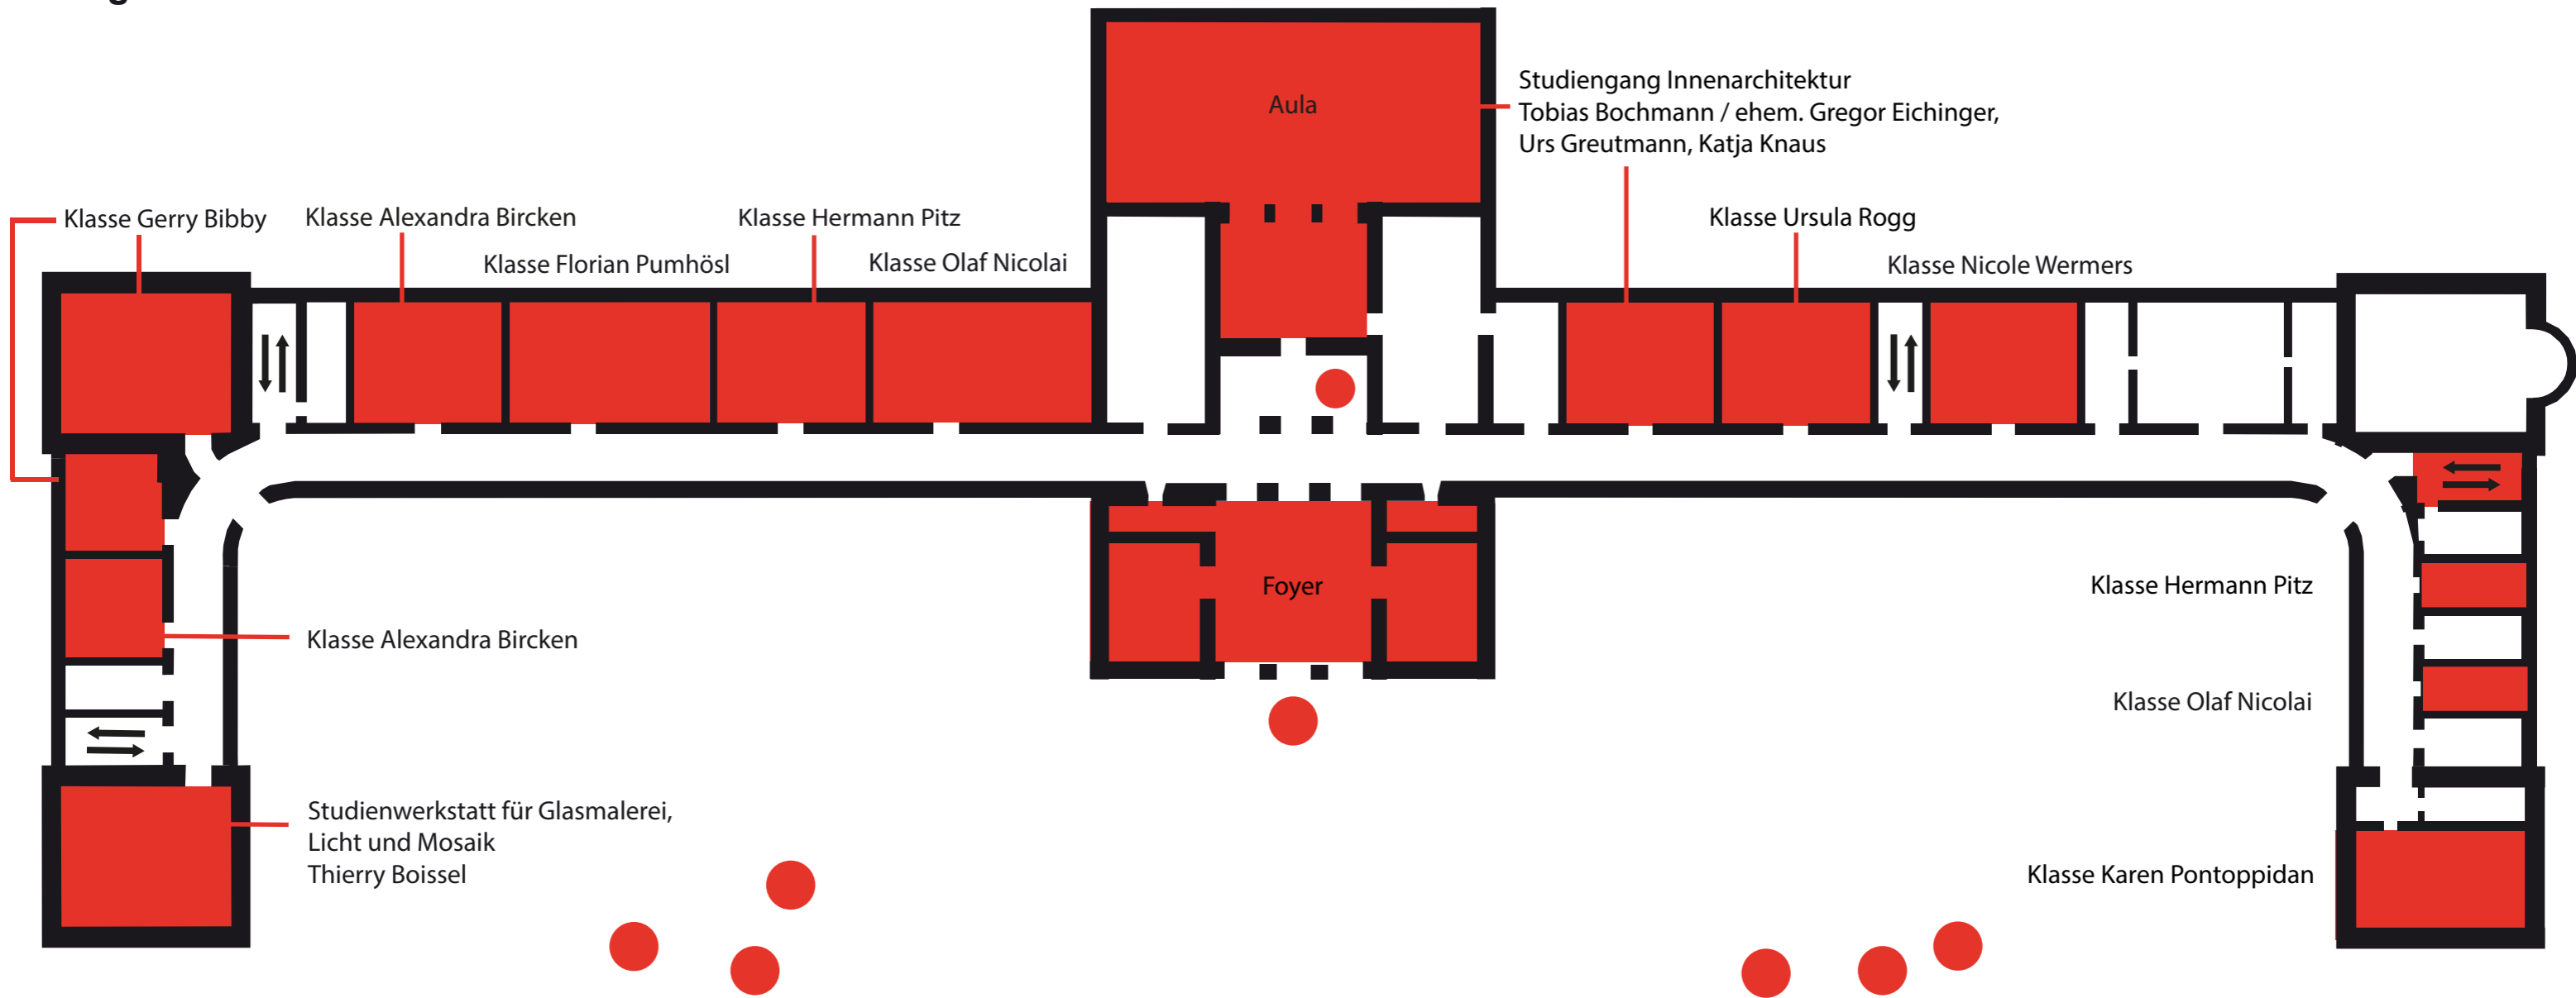 Aula
Studiengang Innenarchitektur
Tobias Bochmann / ehem. Gregor Eichinger,
Urs Greutmann, Katja Knaus
Klasse Gerry Bibby
Klasse Alexandra Bircken
Klasse Hermann Pitz
Klasse Ursula Rogg
Klasse Florian Pumhösl
Klasse Olaf Nicolai
Klasse Nicole Wermers
Foyer
Klasse Hermann Pitz
Klasse Alexandra Bircken
Klasse Olaf Nicolai
Studienwerkstatt für Glasmalerei,
Licht und Mosaik
Thierry Boissel
Klasse Karen Pontoppidan